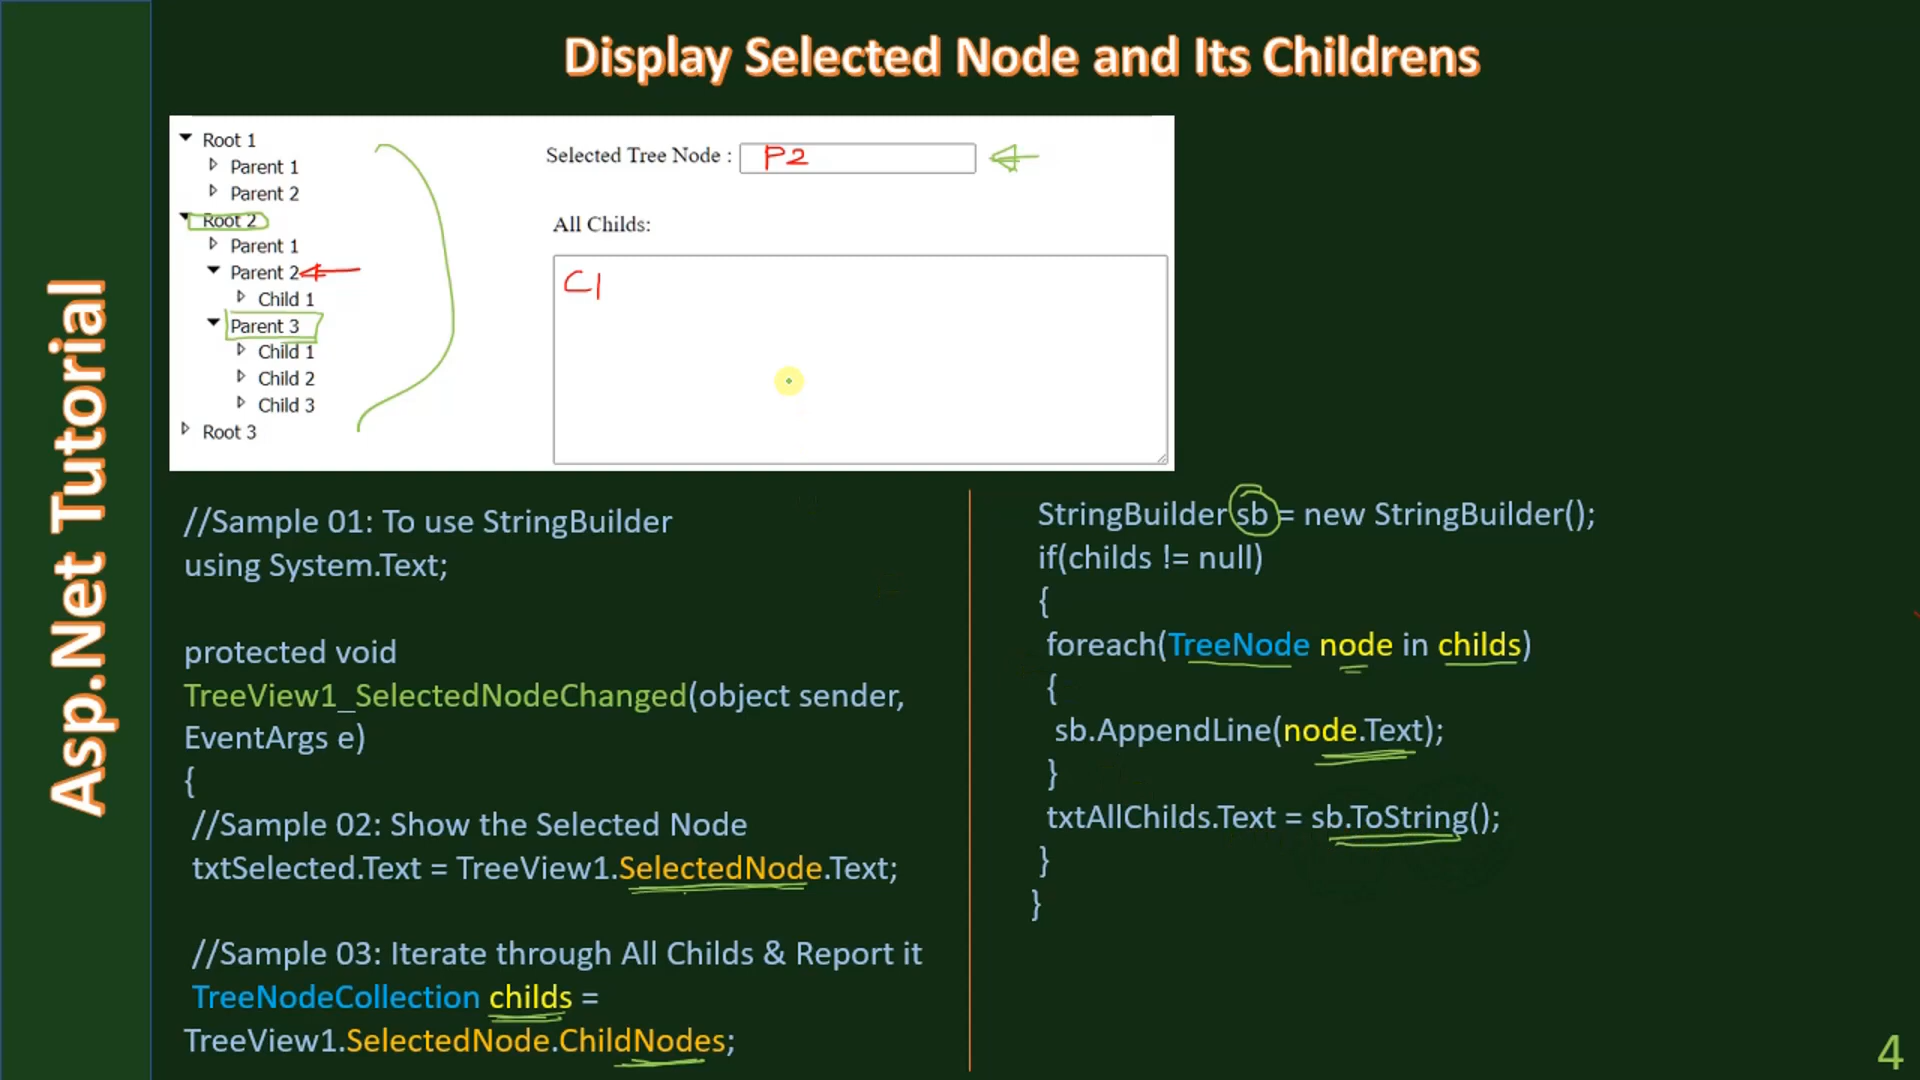 Display Selected Node and Its Childrens
Asp.Net Tutorial
Root 1
Parent 1
Parent 2
Root 2
Parent 1
Parent 2
Child 1
Parent 3
Child 1
Child 2
Child 3
Root 3
Selected Tree Node : P2
All Childs:
C1
//Sample 01: To use StringBuilder
using System.Text;
protected void
TreeView1_SelectedNodeChanged(object sender,
EventArgs e)
{
//Sample 02: Show the Selected Node
txtSelected.Text = TreeView1.SelectedNode.Text;
//Sample 03: Iterate through All Childs & Report it
TreeNodeCollection childs =
TreeView1.SelectedNode.ChildNodes;
StringBuilder sb = new StringBuilder();
if(childs != null)
{
foreach(TreeNode node in childs)
{
sb.AppendLine(node.Text);
}
txtAllChilds.Text = sb.ToString();
}
}
4